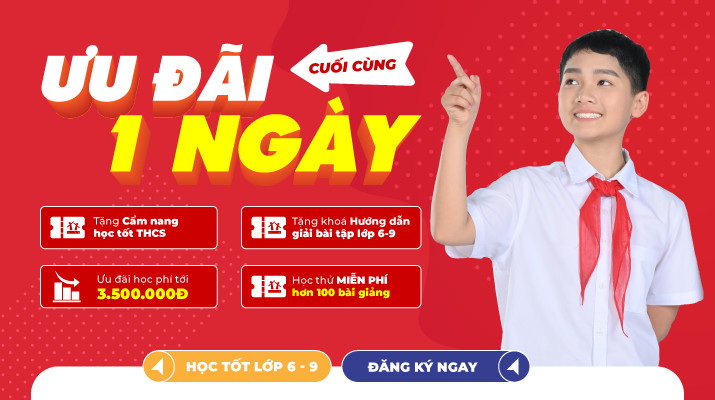 ƯU ĐÃI
CUỐI CÙNG
1 NGÀY
Tặng Cẩm nang
học tốt THCS
Tặng khoá Hướng dẫn
giải bài tập lớp 6-9
Ưu đãi học phí tới
3.500.000Đ
Học thử MIỄN PHÍ
hơn 100 bài giảng
HỌC TỐT LỚP 6 - 9
ĐĂNG KÝ NGAY